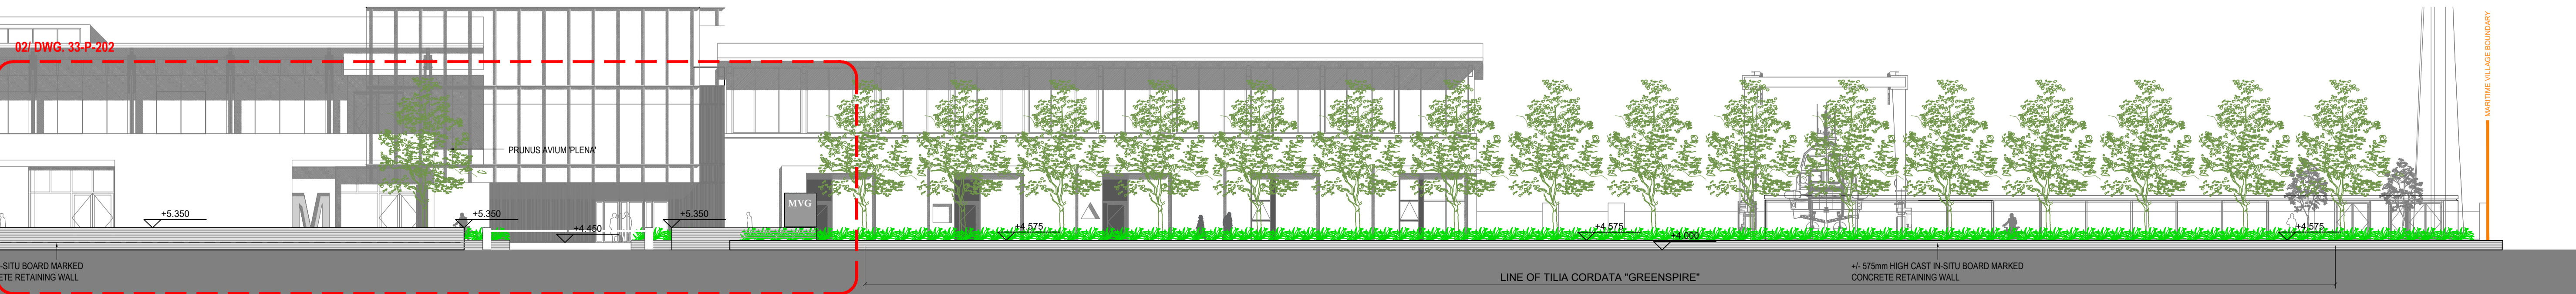 02/ DWG. 33-P-202
MARITIME VILLAGE BOUNDARY
PRUNUS AVIUM 'PLENA'
M
MVG
+5.350
+5.350
+5.350
+4.450
+4.575
+4.575
+4.000
+4.575
-SITU BOARD MARKED
ETE RETAINING WALL
LINE OF TILIA CORDATA "GREENSPIRE"
+/- 575mm HIGH CAST IN-SITU BOARD MARKED
CONCRETE RETAINING WALL